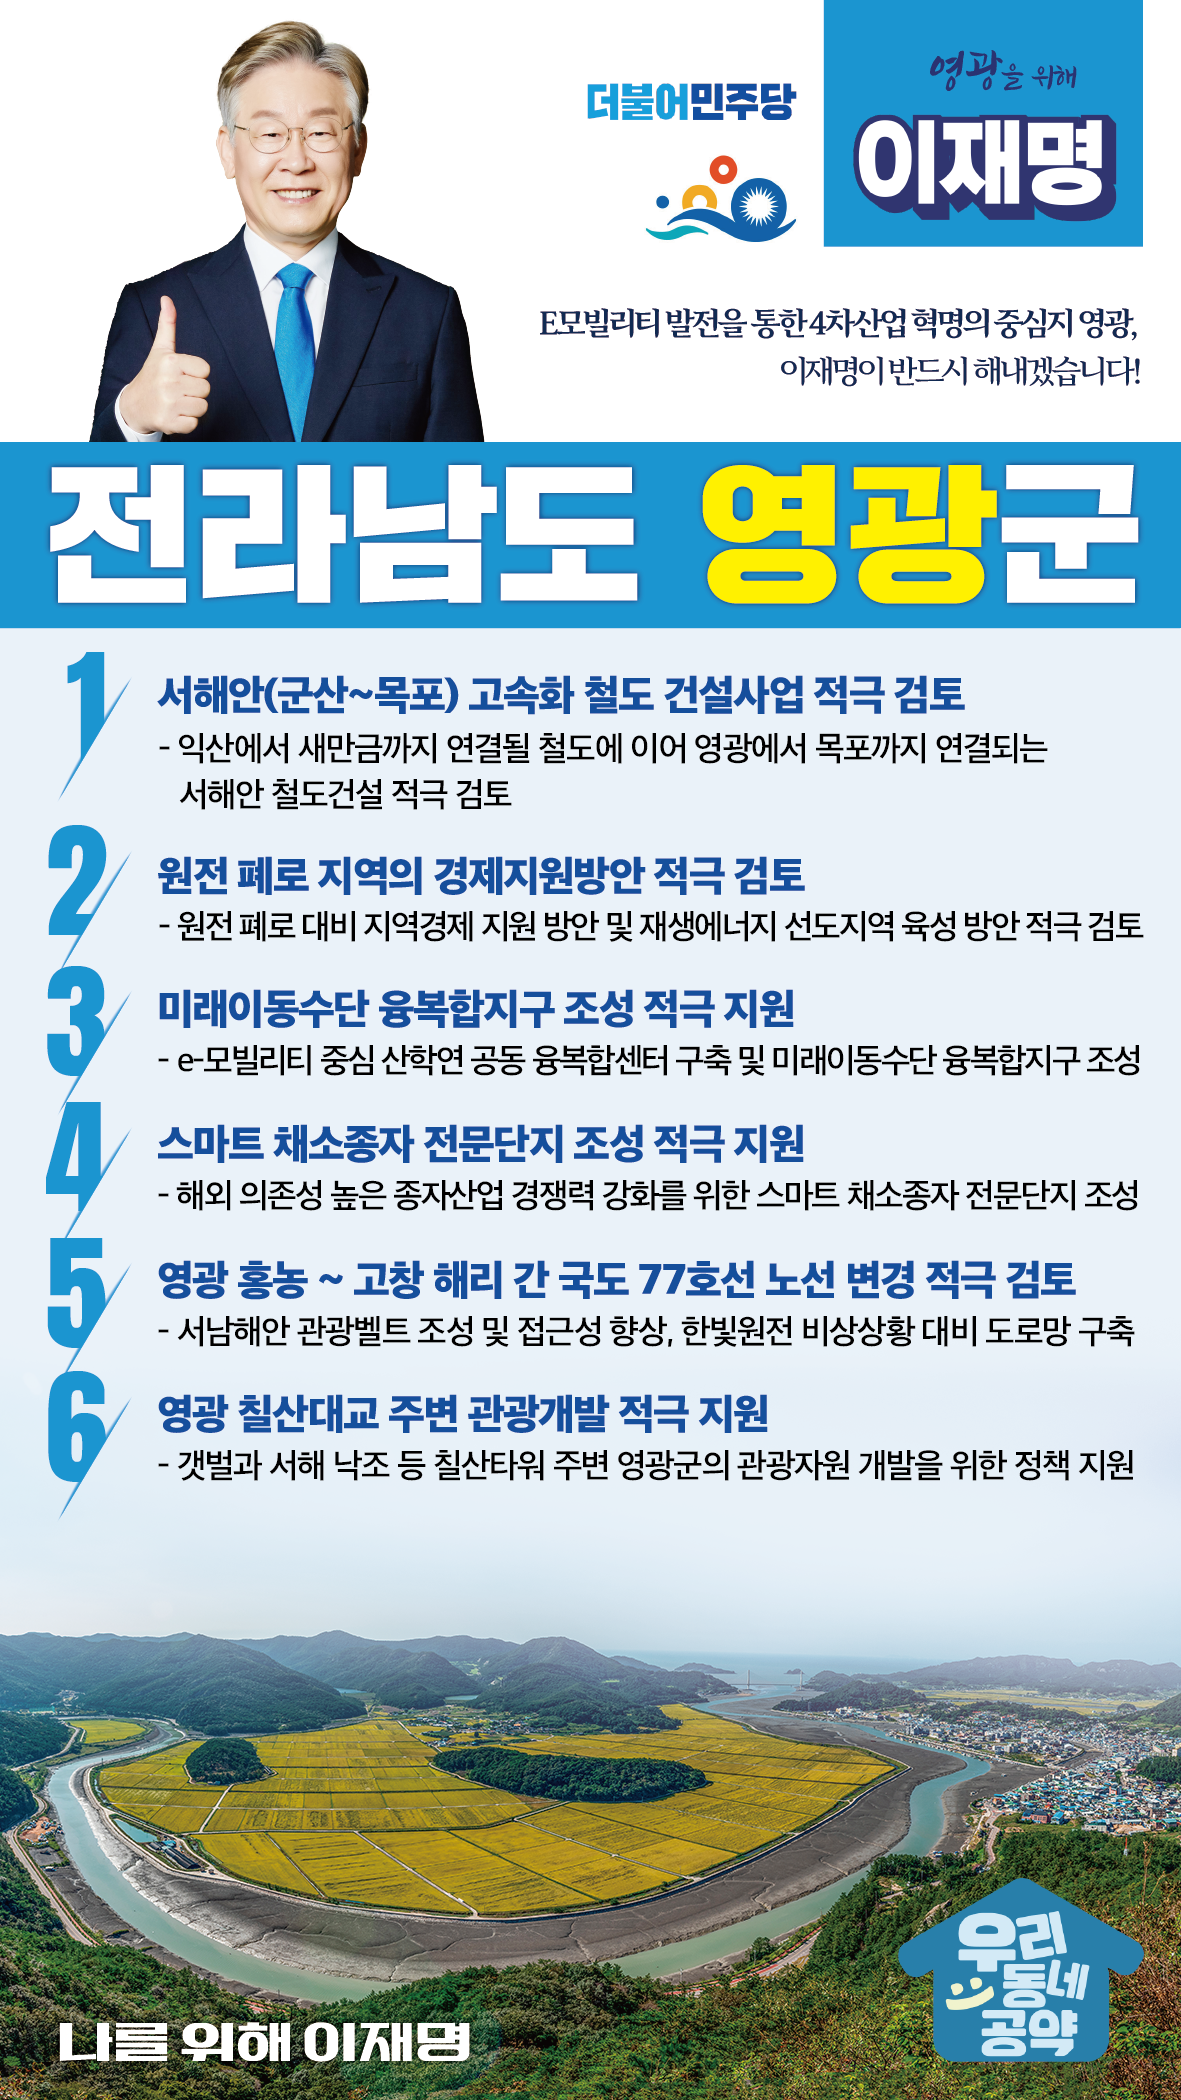 더불어민주당
영광을 위해
이재명
E모빌리티 발전을 통한 4차산업 혁명의 중심지 영광,
이재명이 반드시 해내겠습니다!
전라남도 영광군
1
서해안(군산~목포) 고속화 철도 건설사업 적극 검토
- 익산에서 새만금까지 연결될 철도에 이어 영광에서 목포까지 연결되는
서해안 철도건설 적극 검토
2
원전 폐로 지역의 경제지원방안 적극 검토
- 원전 폐로 대비 지역경제 지원 방안 및 재생에너지 선도지역 육성 방안 적극 검토
3
미래이동수단 융복합지구 조성 적극 지원
- e-모빌리티 중심 산학연 공동 융복합센터 구축 및 미래이동수단 융복합지구 조성
4
스마트 채소종자 전문단지 조성 적극 지원
- 해외 의존성 높은 종자산업 경쟁력 강화를 위한 스마트 채소종자 전문단지 조성
5
영광 홍농 ~ 고창 해리 간 국도 77호선 노선 변경 적극 검토
- 서남해안 관광벨트 조성 및 접근성 향상, 한빛원전 비상상황 대비 도로망 구축
6
영광 칠산대교 주변 관광개발 적극 지원
- 갯벌과 서해 낙조 등 칠산타워 주변 영광군의 관광자원 개발을 위한 정책 지원
우리
동네
공약
나를 위해 이재명